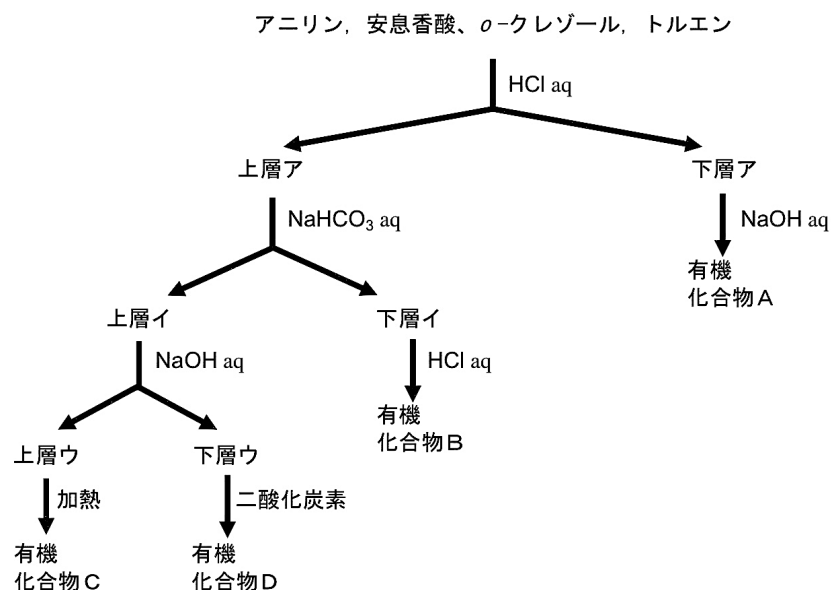 アニリン, 安息香酸、o-クレゾール, トルエン
HCl aq
上層ア
下層ア
NaHCO₃ aq
NaOH aq
有機
化合物A
上層イ
下層イ
NaOH aq
HCl aq
有機
化合物B
上層ウ
下層ウ
加熱
二酸化炭素
有機
化合物C
有機
化合物D